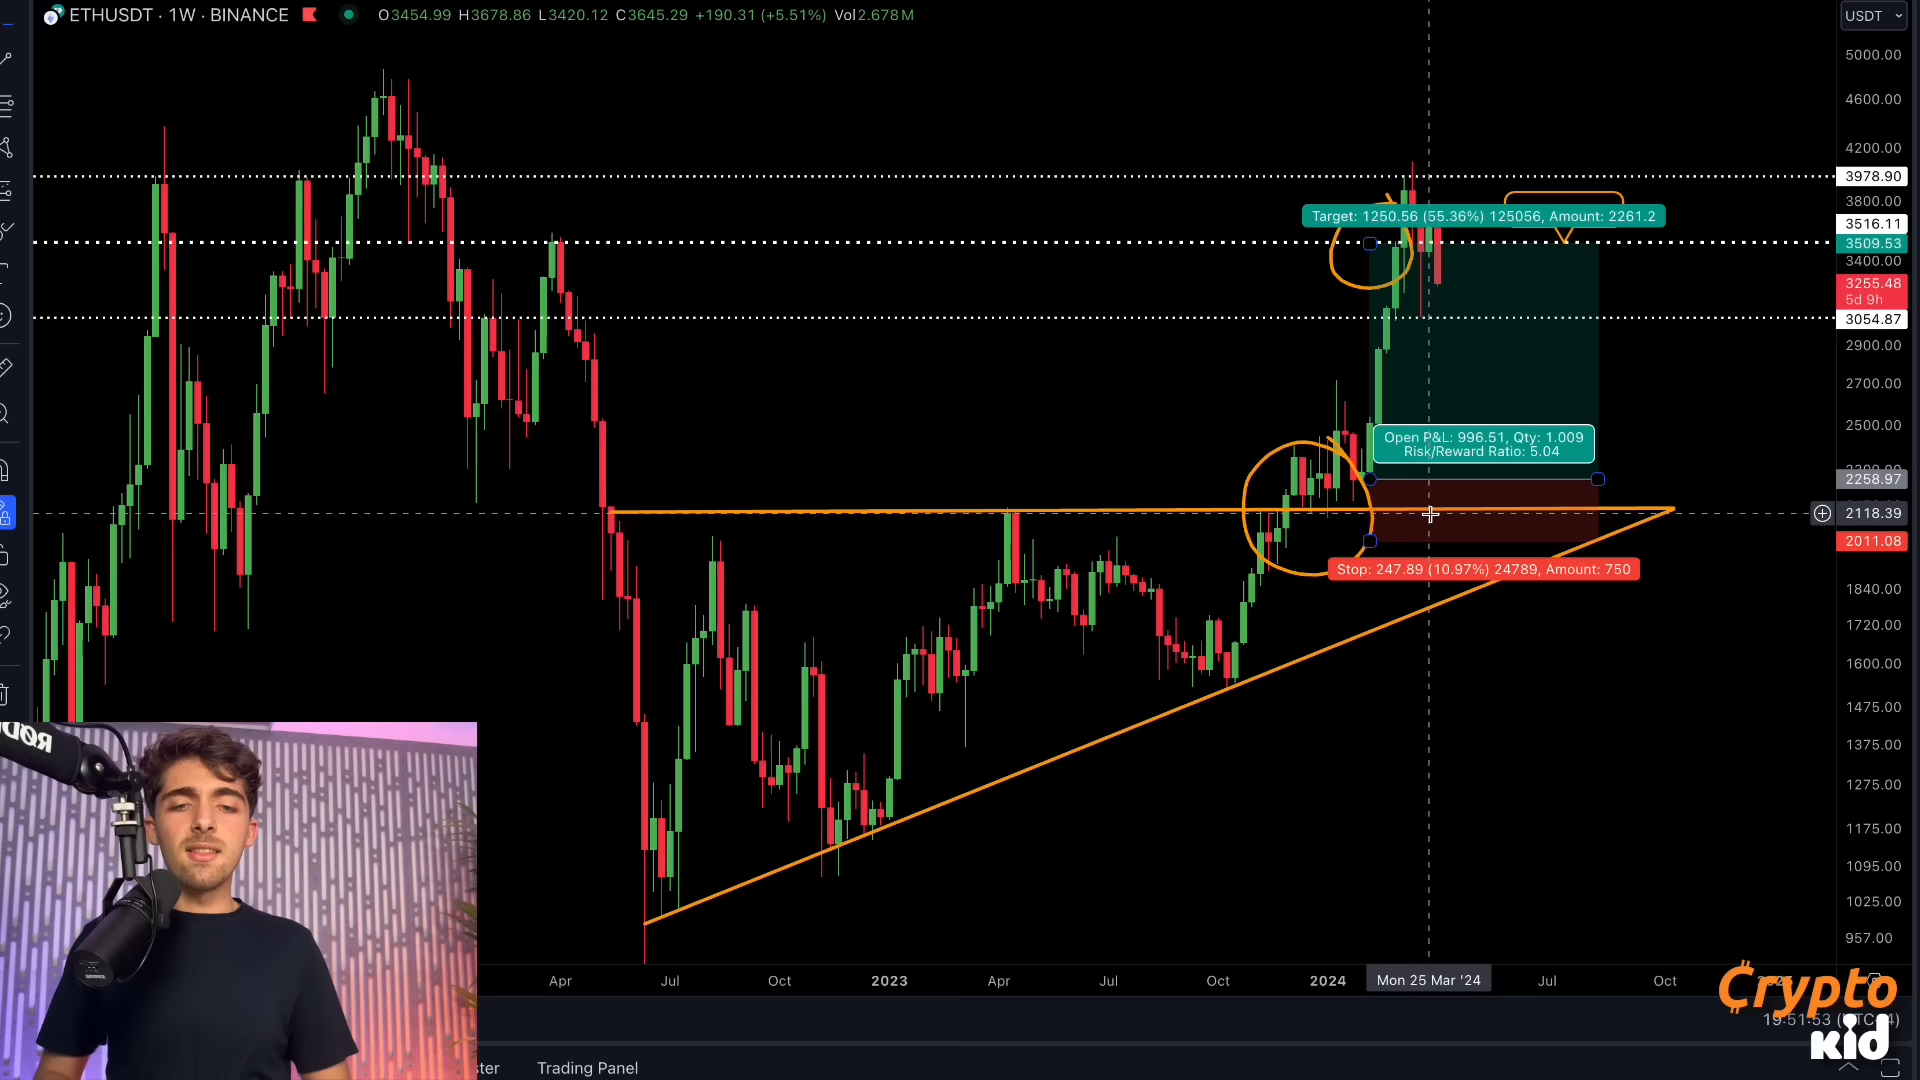 ETHUSDT · 1W · BINANCE
O3454.99 H3678.86 L3420.12 C3645.29 +190.31 (+5.51%) Vol2.678M
USDT
5000.00
4600.00
4200.00
3978.90
3800.00
3516.11
3509.53
3400.00
3255.48
5d 9h
3054.87
2900.00
2700.00
2500.00
2258.97
2118.39
2011.08
1840.00
1720.00
1600.00
1475.00
1375.00
1275.00
1175.00
1095.00
1025.00
957.00
Target: 1250.56 (55.36%) 125056, Amount: 2261.2
Open P&L: 996.51, Qty: 1.009
Risk/Reward Ratio: 5.04
Stop: 247.89 (10.97%) 24789, Amount: 750
RØDE
Apr Jul Oct 2023 Apr Jul Oct 2024 Mon 25 Mar '24 Jul Oct
Crypto
kid
19:51:53
Trading Panel